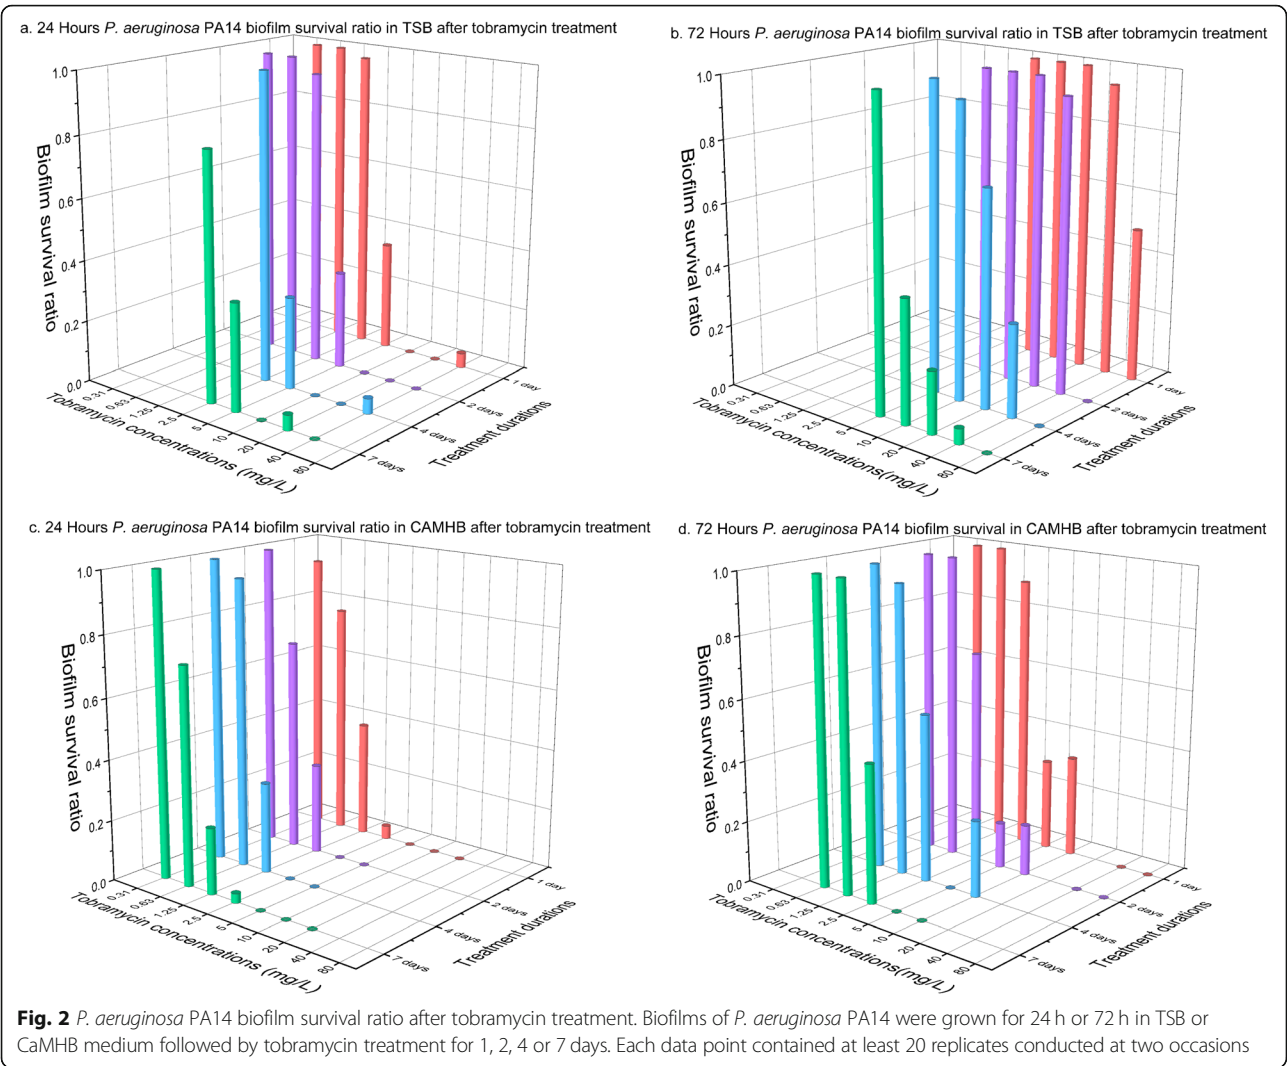 a. 24 Hours P. aeruginosa PA14 biofilm survival ratio in TSB after tobramycin treatment
1.0
0.8
0.6
0.4
0.2
0.0
Biofilm survival ratio
0.31
0.63
1.25
2.5
5
10
20
40
80
Tobramycin concentrations (mg/L)
1 day
2 days
4 days
7 days
Treatment durations
b. 72 Hours P. aeruginosa PA14 biofilm survival ratio in TSB after tobramycin treatment
1.0
0.8
0.6
0.4
0.2
0.0
Biofilm survival ratio
0.31
0.63
1.25
2.5
5
10
20
40
80
Tobramycin concentrations(mg/L)
1 day
2 days
4 days
7 days
Treatment durations
c. 24 Hours P. aeruginosa PA14 biofilm survival ratio in CAMHB after tobramycin treatment
1.0
0.8
0.6
0.4
0.2
0.0
Biofilm survival ratio
0.31
0.63
1.25
2.5
5
10
20
40
80
Tobramycin concentrations (mg/L)
1 day
2 days
4 days
7 days
Treatment durations
d. 72 Hours P. aeruginosa PA14 biofilm survival in CAMHB after tobramycin treatment
1.0
0.8
0.6
0.4
0.2
0.0
Biofilm survival ratio
0.31
0.63
1.25
2.5
5
10
20
40
80
Tobramycin concentrations(mg/L)
1 day
2 days
4 days
7 days
Treatment durations
Fig. 2 P. aeruginosa PA14 biofilm survival ratio after tobramycin treatment. Biofilms of P. aeruginosa PA14 were grown for 24 h or 72 h in TSB or
CaMHB medium followed by tobramycin treatment for 1, 2, 4 or 7 days. Each data point contained at least 20 replicates conducted at two occasions